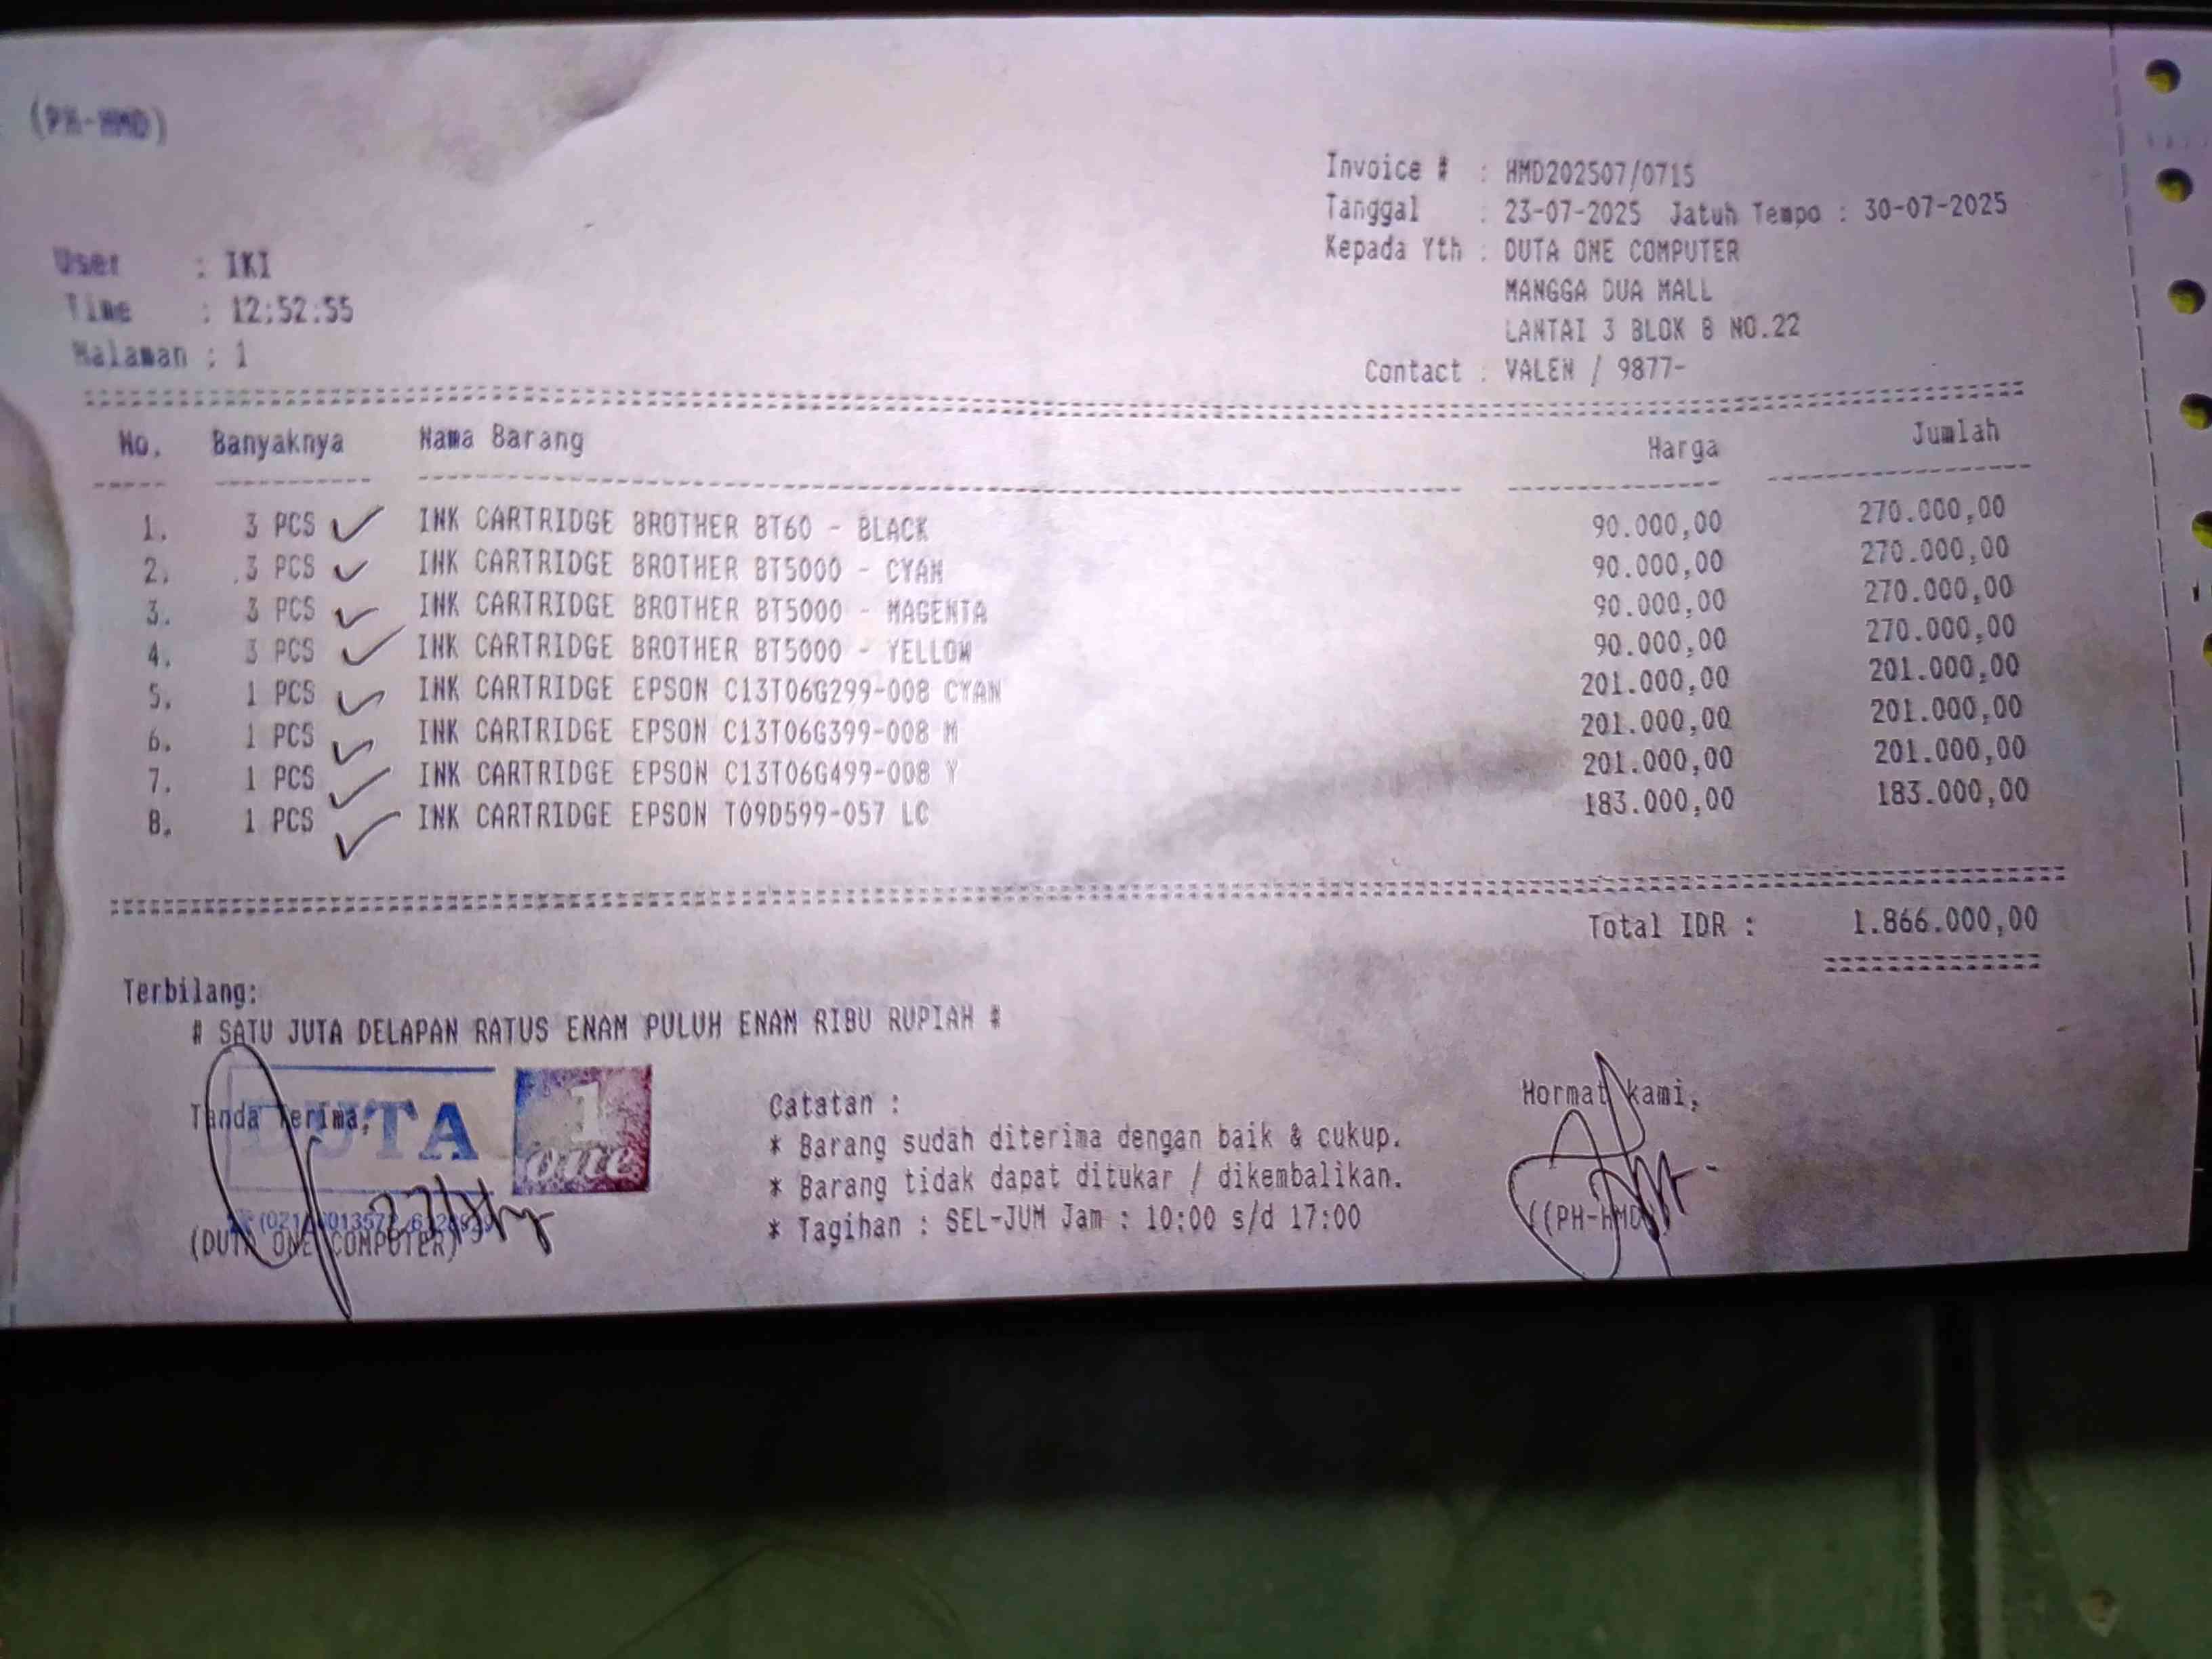 (PH-HMD)
Invoice # : HMD202507/0715
Tanggal : 23-07-2025 Jatuh Tempo : 30-07-2025
Kepada Yth : DUTA ONE COMPUTER
MANGGA DUA MALL
LANTAI 3 BLOK B NO.22
Contact : VALEN / 9877-
User : IKI
Time : 12:52:55
Halaman : 1
No. Banyaknya Nama Barang Harga Jumlah
1. 3 PCS INK CARTRIDGE BROTHER BT60 - BLACK 90.000,00 270.000,00
2. 3 PCS INK CARTRIDGE BROTHER BT5000 - CYAN 90.000,00 270.000,00
3. 3 PCS INK CARTRIDGE BROTHER BT5000 - MAGENTA 90.000,00 270.000,00
4. 3 PCS INK CARTRIDGE BROTHER BT5000 - YELLOW 90.000,00 270.000,00
5. 1 PCS INK CARTRIDGE EPSON C13T06G299-008 CYAN 201.000,00 201.000,00
6. 1 PCS INK CARTRIDGE EPSON C13T06G399-008 M 201.000,00 201.000,00
7. 1 PCS INK CARTRIDGE EPSON C13T06G499-008 Y 201.000,00 201.000,00
8. 1 PCS INK CARTRIDGE EPSON T09D599-057 LC 183.000,00 183.000,00
Total IDR : 1.866.000,00
Terbilang:
# SATU JUTA DELAPAN RATUS ENAM PULUH ENAM RIBU RUPIAH #
Tanda Terima,
DUTA
1
one
(DUTA ONE COMPUTER)
Catatan :
* Barang sudah diterima dengan baik & cukup.
* Barang tidak dapat ditukar / dikembalikan.
* Tagihan : SEL-JUM Jam : 10:00 s/d 17:00
Hormat kami,
((PH-HMD)